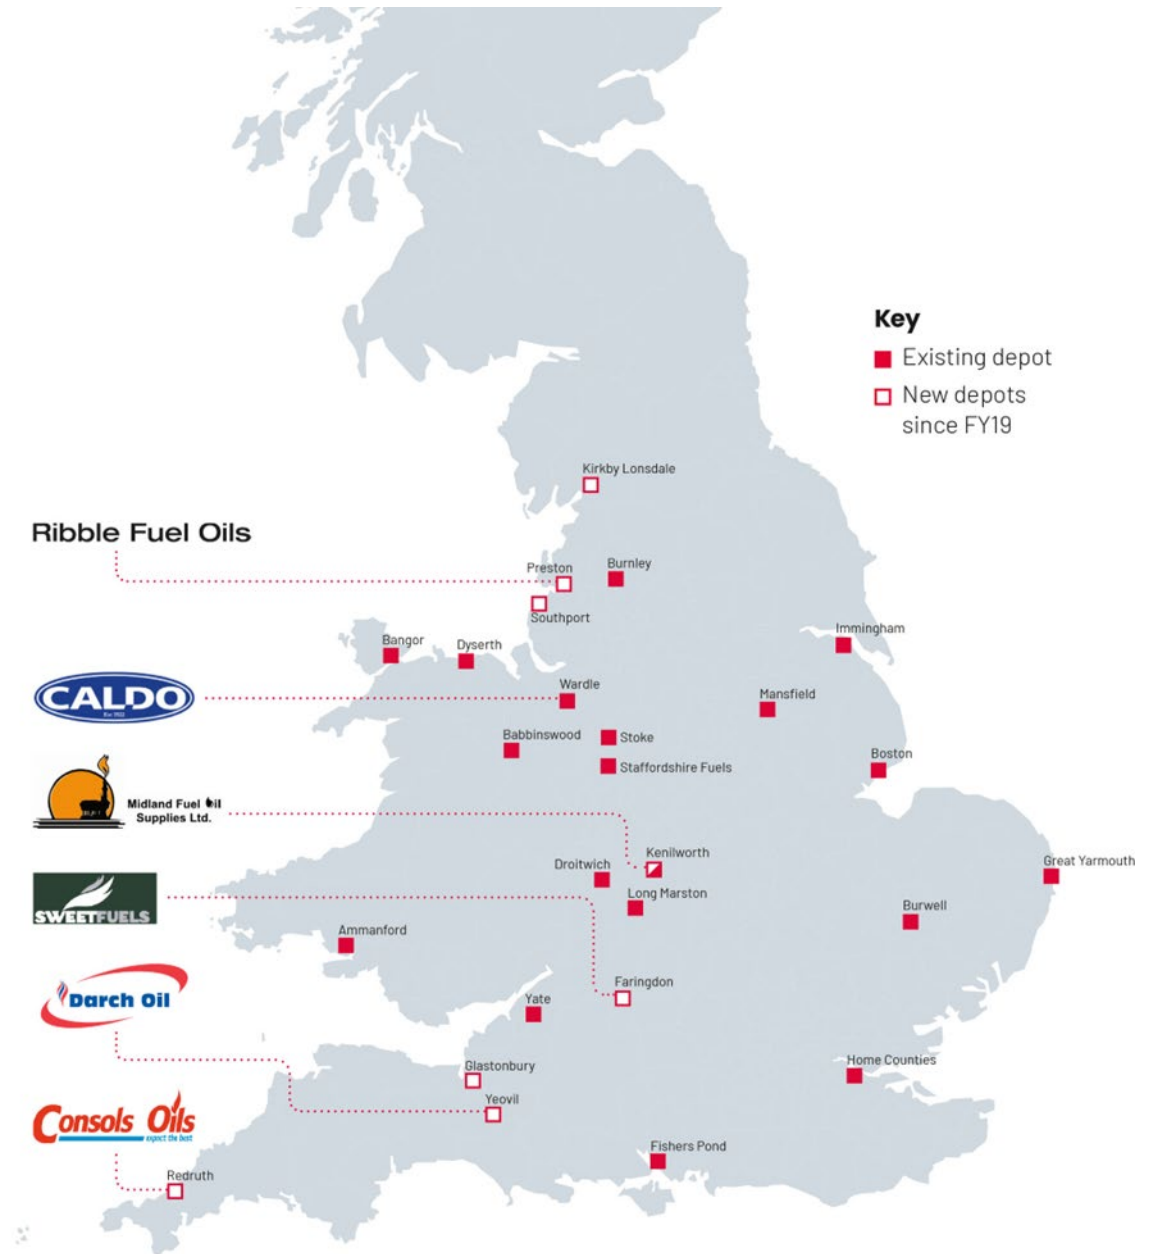 Key
Existing depot
New depots
since FY19
Kirkby Lonsdale
Ribble Fuel Oils
Preston
Burnley
Southport
Immingham
Bangor
Dyserth
Wardle
CALDO
Mansfield
Babbinswood
Stoke
Staffordshire Fuels
Boston
Midland Fuel Oil
Supplies Ltd.
Kenilworth
Droitwich
Great Yarmouth
Long Marston
SWEETFUELS
Burwell
Ammanford
Faringdon
Darch Oil
Yate
Home Counties
Glastonbury
Yeovil
Consols Oils
expect the best
Fishers Pond
Redruth